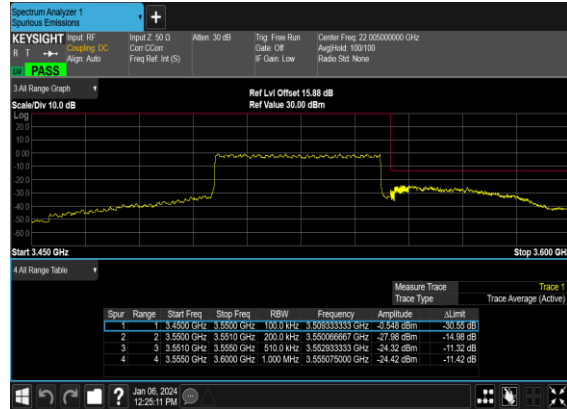 Spectrum Analyzer 1
Spurious Emissions
KEYSIGHT Input: RF Input Z: 50 Ω Atten: 30 dB Trig: Free Run Center Freq: 22.005000000 GHz
R T Coupling: DC Corr CCorr Gate: Off Avg|Hold: 100/100
Align: Auto Freq Ref: Int (S) IF Gain: Low Radio Std: None
PASS
3 All Range Graph
Ref Lvl Offset 15.88 dB
Scale/Div 10.0 dB Ref Value 30.00 dBm
Log
20.0
10.0
0.00
-10.0
-20.0
-30.0
-40.0
-50.0
-60.0
Start 3.450 GHz Stop 3.600 GHz
4 All Range Table
Measure Trace Trace 1
Trace Type Trace Average (Active)
Spur Range Start Freq Stop Freq RBW Frequency Amplitude ΔLimit
1 1 3.4500 GHz 3.5500 GHz 100.0 kHz 3.509333333 GHz -0.548 dBm -30.55 dB
2 2 3.5500 GHz 3.5510 GHz 200.0 kHz 3.550066667 GHz -27.98 dBm -14.98 dB
3 3 3.5510 GHz 3.5550 GHz 510.0 kHz 3.552933333 GHz -24.32 dBm -11.32 dB
4 4 3.5550 GHz 3.6000 GHz 1.000 MHz 3.555075000 GHz -24.42 dBm -11.42 dB
? Jan 06, 2024
12:25:11 PM